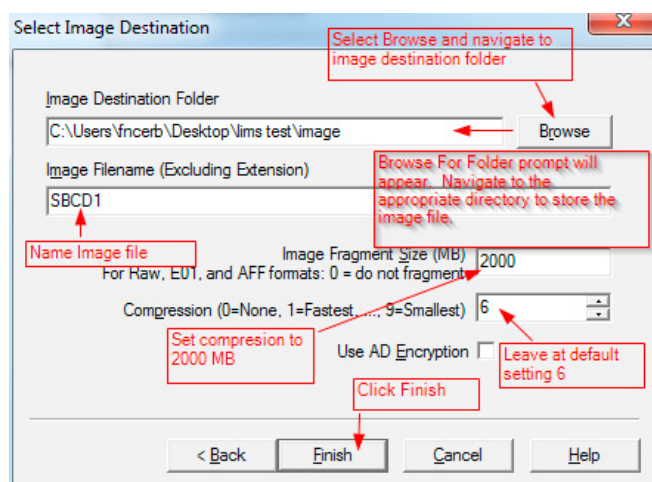 Select Image Destination
X
Select Browse and navigate to
image destination folder
Image Destination Folder
C:\Users\fncerb\Desktop\lims test\image
Browse
Image Filename (Excluding Extension)
Browse For Folder prompt will
appear. Navigate to the
appropriate directory to store the
image file.
SBCD1
Name Image file
Image Fragment Size (MB)
2000
For Raw, E01, and AFF formats: 0 = do not fragment
Compression (0=None, 1=Fastest, ..., 9=Smallest)
6
Set compresion to
2000 MB
Use AD Encryption
Leave at default
setting 6
Click Finish
< Back
Finish
Cancel
Help